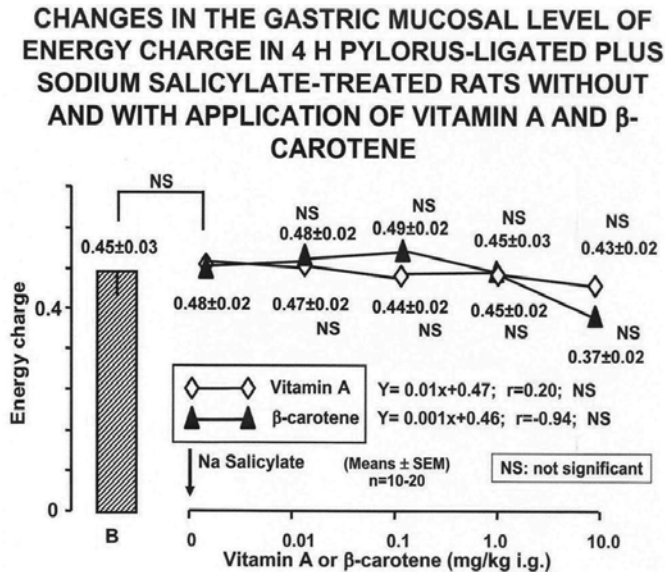 CHANGES IN THE GASTRIC MUCOSAL LEVEL OF
ENERGY CHARGE IN 4 H PYLORUS-LIGATED PLUS
SODIUM SALICYLATE-TREATED RATS WITHOUT
AND WITH APPLICATION OF VITAMIN A AND β-
CAROTENE
NS
NS
NS
NS
NS
0.48±0.02
0.49±0.02
0.45±0.03
0.43±0.02
0.45±0.03
0.48±0.02
0.47±0.02
0.44±0.02
0.45±0.02
NS
NS
NS
NS
0.37±0.02
0.4
0
Energy charge
Vitamin A
Y= 0.01x+0.47; r=0.20; NS
β-carotene
Y= 0.001x+0.46; r=-0.94; NS
Na Salicylate
(Means ± SEM)
n=10-20
NS: not significant
B
0
0.01
0.1
1.0
10.0
Vitamin A or β-carotene (mg/kg i.g.)